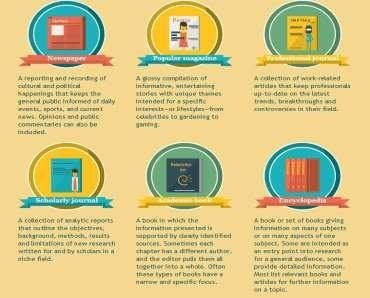 Newspaper
A reporting and recording of
cultural and political
happenings that keeps the
general public informed of daily
events, sports, and current
news. Opinions and public
commentaries can also be
included.
Popular magazine
A glossy compilation of
informative, entertaining
stories with unique themes
intended for a specific
interests—or lifestyles—from
celebrities to gardening to
gaming.
Professional journal
A collection of work-related
articles that keep professionals
up-to-date on the latest
trends, breakthroughs and
controversies in their field.
Scholarly journal
A collection of analytic reports
that outline the objectives,
background, methods, results
and limitations of new research
written for and by scholars in a
niche field.
Academic book
A book in which the
information presented is
supported by clearly identified
sources. Sometimes each
chapter has a different author,
and the editor pulls them all
together into a whole. Often
these types of books have a
narrow and specific focus.
Encyclopedia
A book or set of books giving
information on many subjects
or on many aspects of one
subject. Some are intended as
an entry point into research
for a general audience, some
provide detailed information.
Most list relevant books and
articles for further information
on a topic.